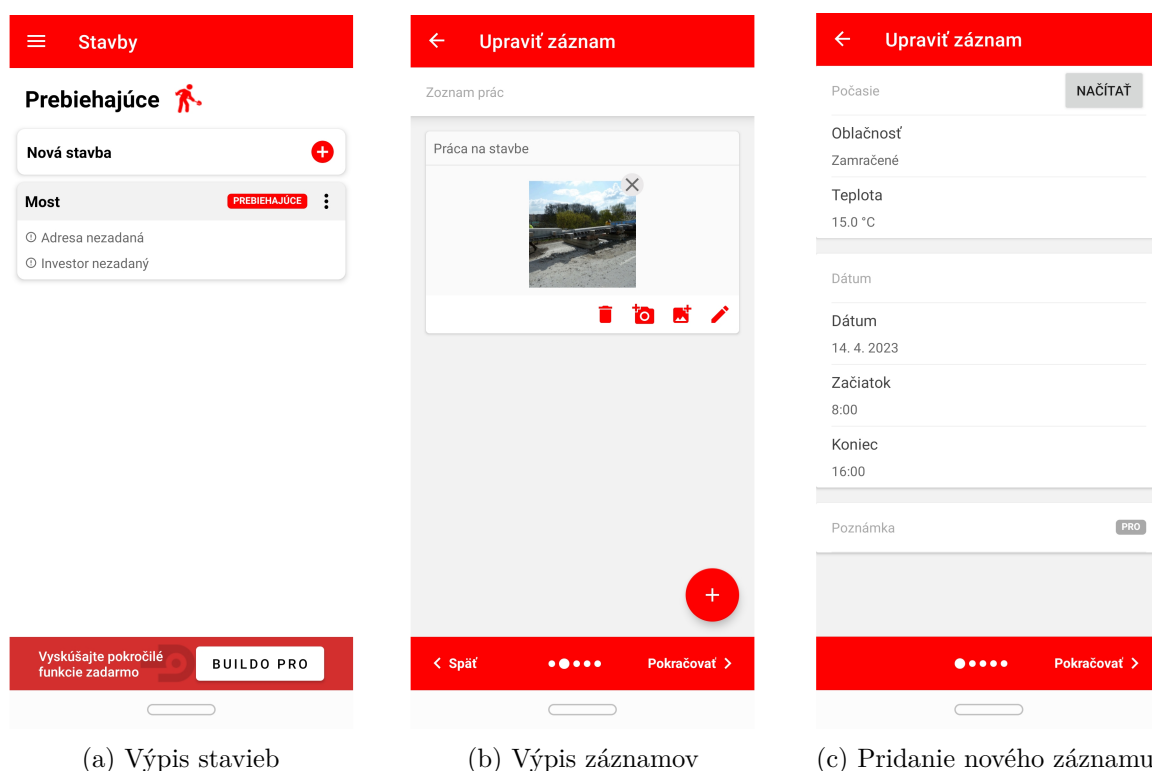 Stavby
Prebiehajúce
Nová stavba
Most
PREBIEHAJÚCE
Adresa nezadaná
Investor nezadaný
Vyskúšajte pokročilé
funkcie zadarmo
BUILDO PRO
(a) Výpis stavieb
Upraviť záznam
Zoznam prác
Práca na stavbe
Späť
Pokračovať
(b) Výpis záznamov
Upraviť záznam
Počasie
NAČÍTAŤ
Oblačnosť
Zamračené
Teplota
15.0 °C
Dátum
Dátum
14. 4. 2023
Začiatok
8:00
Koniec
16:00
Poznámka
PRO
Pokračovať
(c) Pridanie nového záznamu